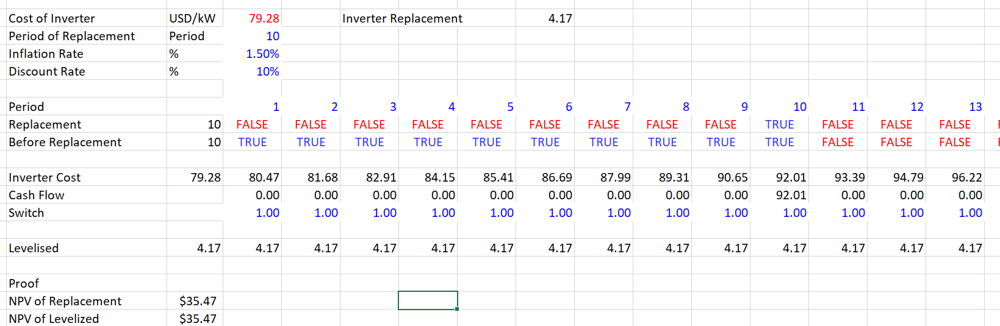 Cost of Inverter USD/kW 79.28 Inverter Replacement 4.17
Period of Replacement Period 10
Inflation Rate % 1.50%
Discount Rate % 10%
Period 1 2 3 4 5 6 7 8 9 10 11 12 13
Replacement 10 FALSE FALSE FALSE FALSE FALSE FALSE FALSE FALSE FALSE TRUE FALSE FALSE FALSE
Before Replacement 10 TRUE TRUE TRUE TRUE TRUE TRUE TRUE TRUE TRUE TRUE FALSE FALSE FALSE
Inverter Cost 79.28 80.47 81.68 82.91 84.15 85.41 86.69 87.99 89.31 90.65 92.01 93.39 94.79 96.22
Cash Flow 0.00 0.00 0.00 0.00 0.00 0.00 0.00 0.00 0.00 92.01 0.00 0.00 0.00
Switch 1.00 1.00 1.00 1.00 1.00 1.00 1.00 1.00 1.00 1.00 1.00 1.00 1.00
Levelised 4.17 4.17 4.17 4.17 4.17 4.17 4.17 4.17 4.17 4.17 4.17 4.17 4.17 4.17
Proof
NPV of Replacement $35.47
NPV of Levelized $35.47